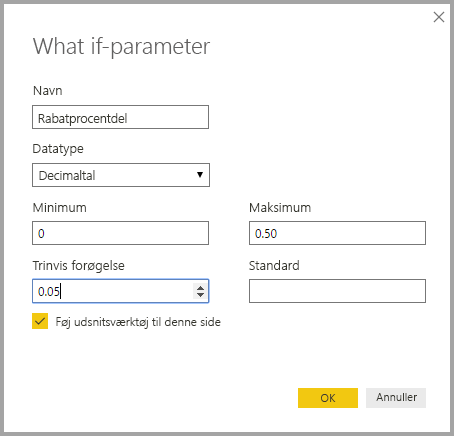 What if-parameter
Navn
Rabatprocentdel
Datatype
Decimaltal
Minimum
Maksimum
0
0.50
Trinvis forøgelse
Standard
0.05
Føj udsnitsværktøj til denne side
OK
Annuller